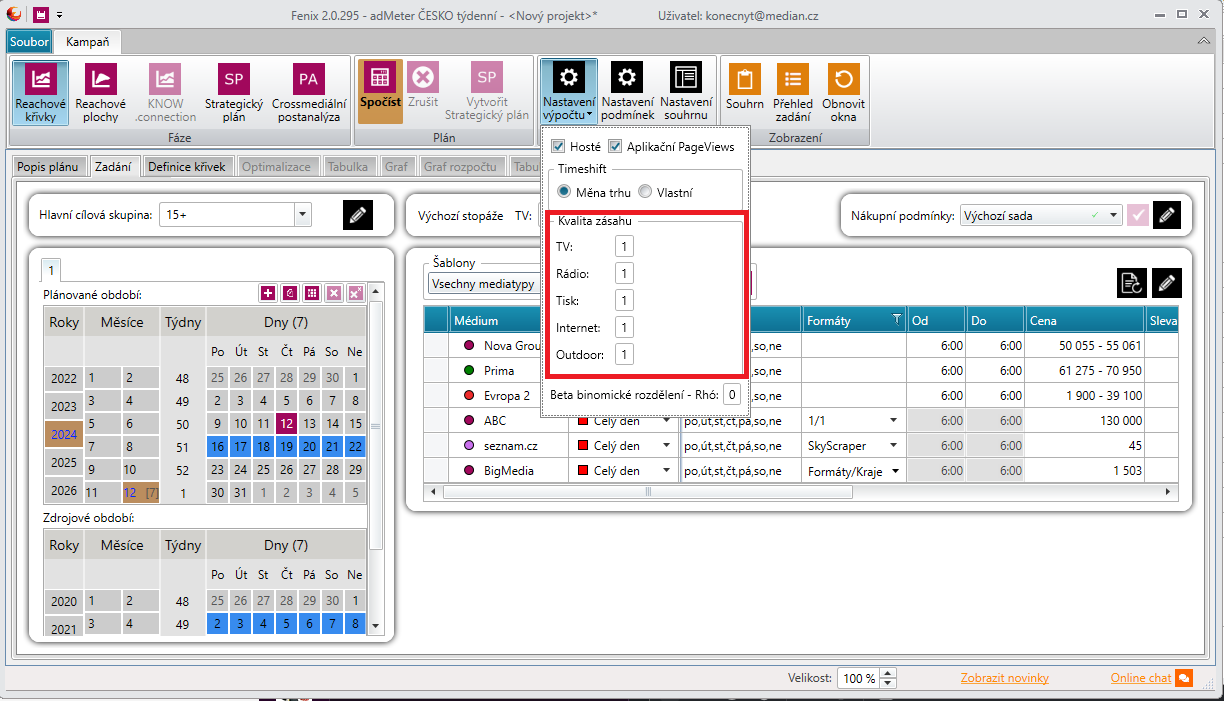 Fenix 2.0.295 - adMeter ČESKO týdenní - <Nový projekt>*
Uživatel: konecnyt@median.cz
Soubor
Kampaň
Reachové křivky
Reachové plochy
KNOW .connection
SP
Strategický plán
PA
Crossmediální postanalýza
Spočíst
Zrušit
SP
Vytvořit Strategický plán
Nastavení výpočtu
Nastavení podmínek
Nastavení souhrnu
Souhrn
Přehled zadání
Obnovit okna
Fáze
Plán
Zobrazení
Popis plánu
Zadání
Definice křivek
Optimalizace
Tabulka
Graf
Graf rozpočtu
Tabu
Hosté
Aplikační PageViews
Timeshift
Měna trhu
Vlastní
Kvalita zásahu
TV: 1
Rádio: 1
Tisk: 1
Internet: 1
Outdoor: 1
Beta binomické rozdělení - Rhó: 0
Hlavní cílová skupina: 15+
Výchozí stopáže TV:
Nákupní podmínky: Výchozí sada
1
Plánované období:
Roky Měsíce Týdny Dny (7)
Po Út St Čt Pá So Ne
2022 1 2 48 25 26 27 28 29 30 1
2023 3 4 49 2 3 4 5 6 7 8
2024 5 6 50 9 10 11 12 13 14 15
7 8 51 16 17 18 19 20 21 22
2025 9 10 52 23 24 25 26 27 28 29
2026 11 12 [7] 1 30 31 1 2 3 4 5
Zdrojové období:
Roky Měsíce Týdny Dny (7)
Po Út St Čt Pá So Ne
2020 1 2 48 25 26 27 28 29 30 1
2021 3 4 49 2 3 4 5 6 7 8
Šablony
Vsechny mediatypy
Médium Formáty Od Do Cena Sleva
Nova Grou ,so,ne 6:00 6:00 50 055 - 55 061
Prima ,so,ne 6:00 6:00 61 275 - 70 950
Evropa 2 ,so,ne 6:00 6:00 1 900 - 39 100
ABC Celý den po,út,st,čt,pá,so,ne 1/1 6:00 6:00 130 000
seznam.cz Celý den po,út,st,čt,pá,so,ne SkyScraper 6:00 6:00 45
BigMedia Celý den po,út,st,čt,pá,so,ne Formáty/Kraje 6:00 6:00 1 503
Velikost: 100 %
Zobrazit novinky
Online chat